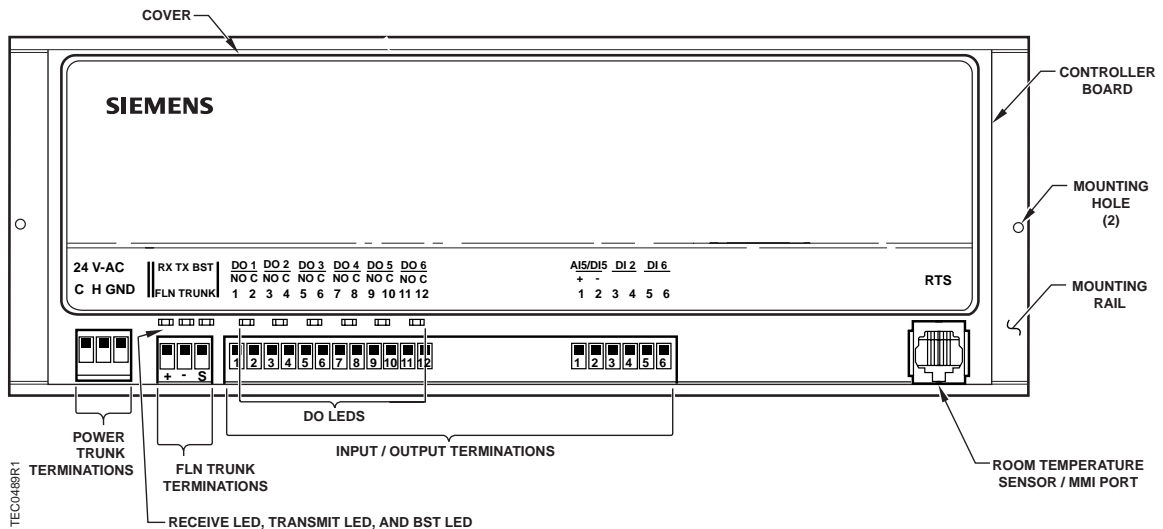 COVER
CONTROLLER
BOARD
SIEMENS
MOUNTING
HOLE
(2)
24 V-AC
C H GND
RX TX BST
FLN TRUNK
DO 1 DO 2 DO 3 DO 4 DO 5 DO 6
NO C NO C NO C NO C NO C NO C
1 2 3 4 5 6 7 8 9 10 11 12
AI5/DI5 DI 2 DI 6
+ -
1 2 3 4 5 6
RTS
MOUNTING
RAIL
1 2 3 4 5 6 7 8 9 10 11 12
1 2 3 4 5 6
+ - S
DO LEDS
POWER
TRUNK
TERMINATIONS
FLN TRUNK
TERMINATIONS
INPUT / OUTPUT TERMINATIONS
ROOM TEMPERATURE
SENSOR / MMI PORT
RECEIVE LED, TRANSMIT LED, AND BST LED
TEC0489R1